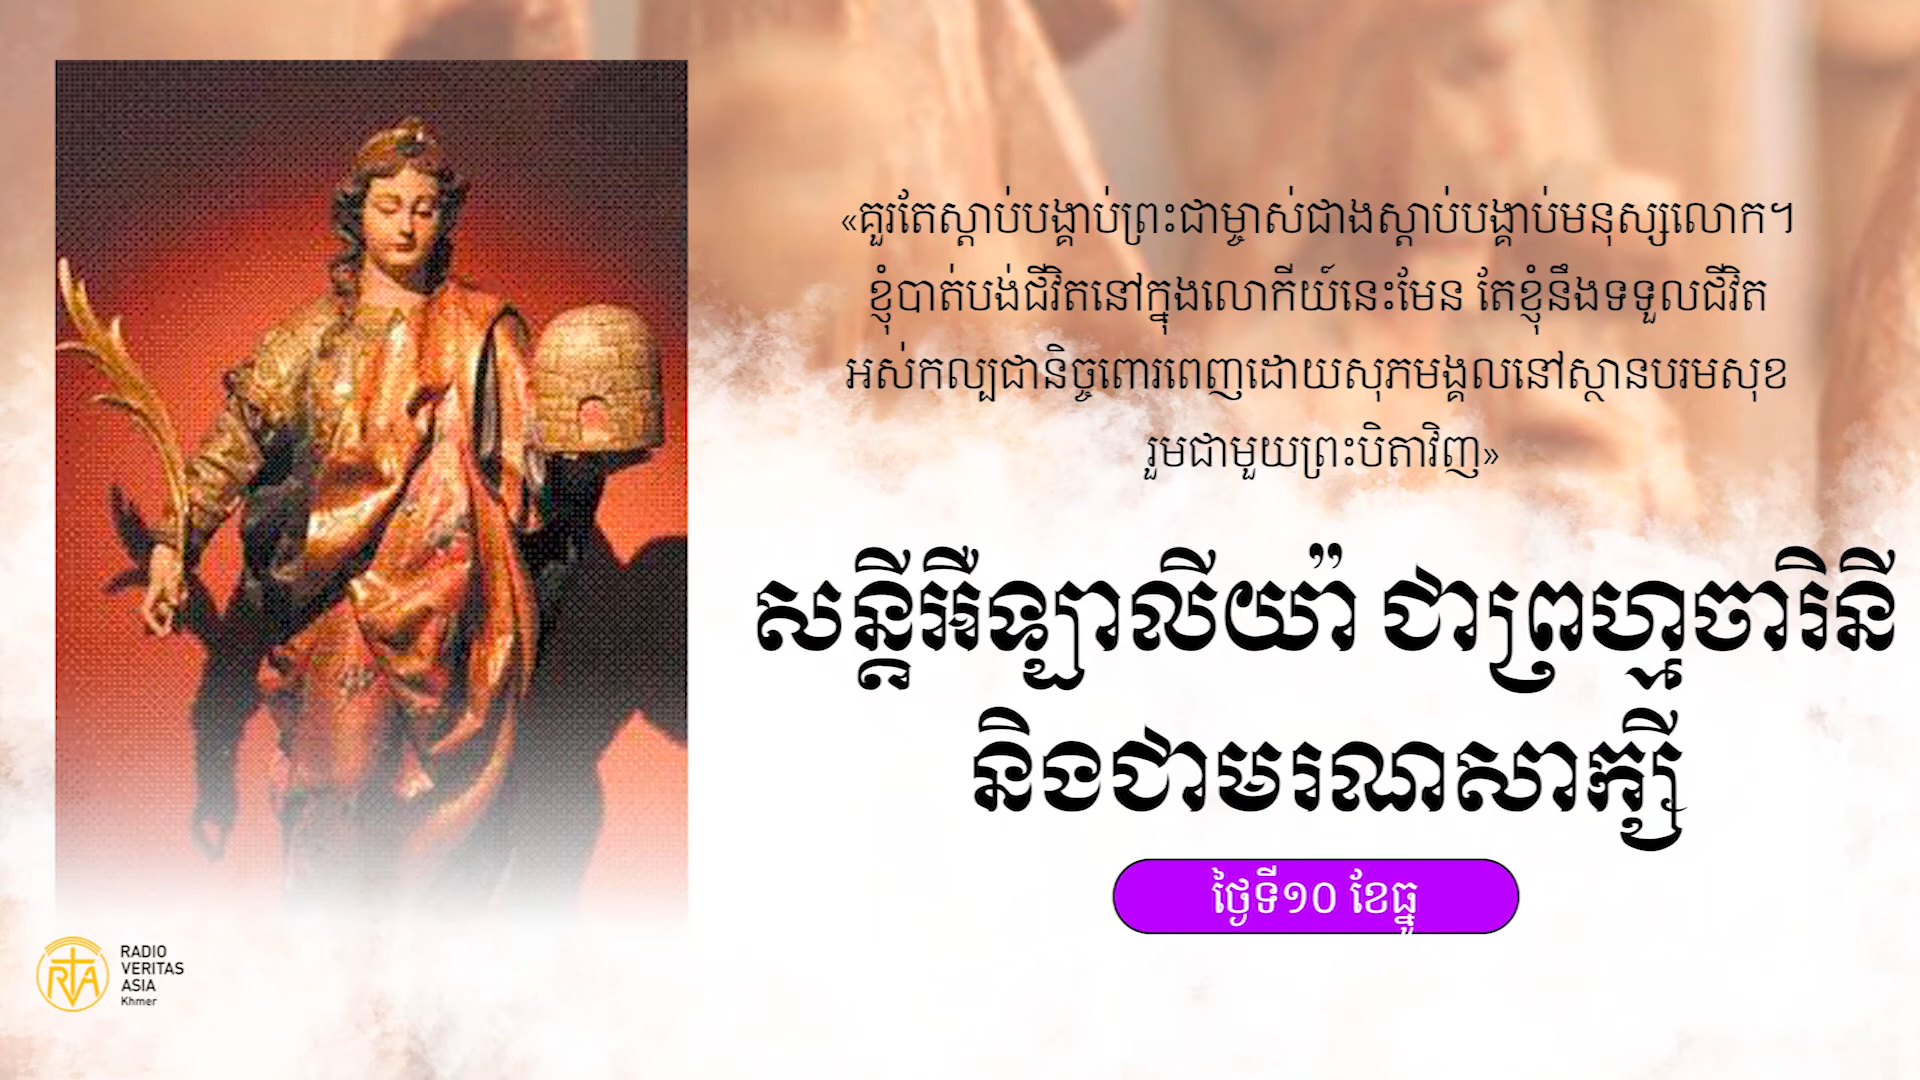 «គួរតែស្ដាប់បង្គាប់ព្រះជាម្ចាស់ជាងស្ដាប់បង្គាប់មនុស្សលោក។
ខ្ញុំបាត់បង់ជីវិតនៅក្នុងលោកីយ៍នេះមែន តែខ្ញុំនឹងទទួលជីវិត
អស់កល្បជានិច្ចពោរពេញដោយសុភមង្គលនៅស្ថានបរមសុខ
រួមជាមួយព្រះបិតាវិញ»
សន្ដីអឺឡាលីយ៉ា ជាព្រហ្មចារិនី
និងជាមរណសាក្សី
ថ្ងៃទី១០ ខែធ្នូ
RADIO
VERITAS
ASIA
Khmer
RVA